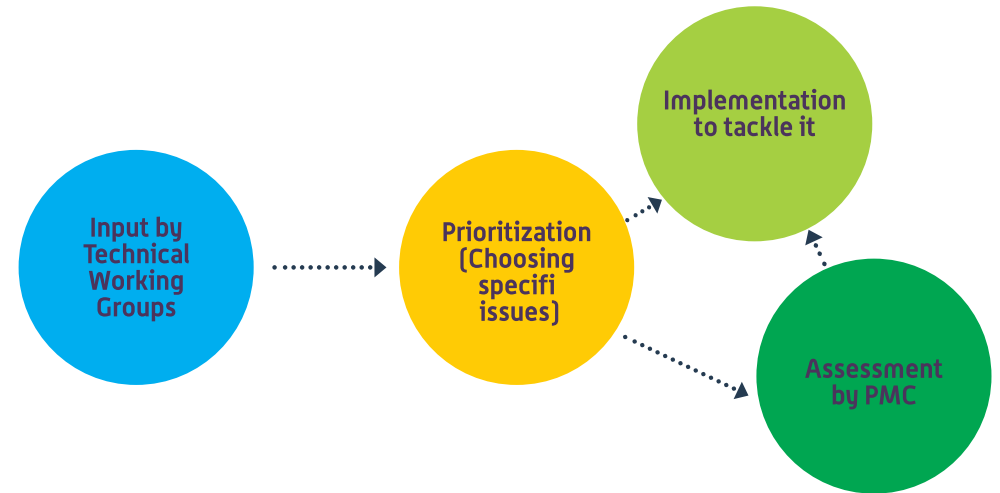 Input by
Technical
Working
Groups
Prioritization
(Choosing
specifi
issues)
Implementation
to tackle it
Assessment
by PMC